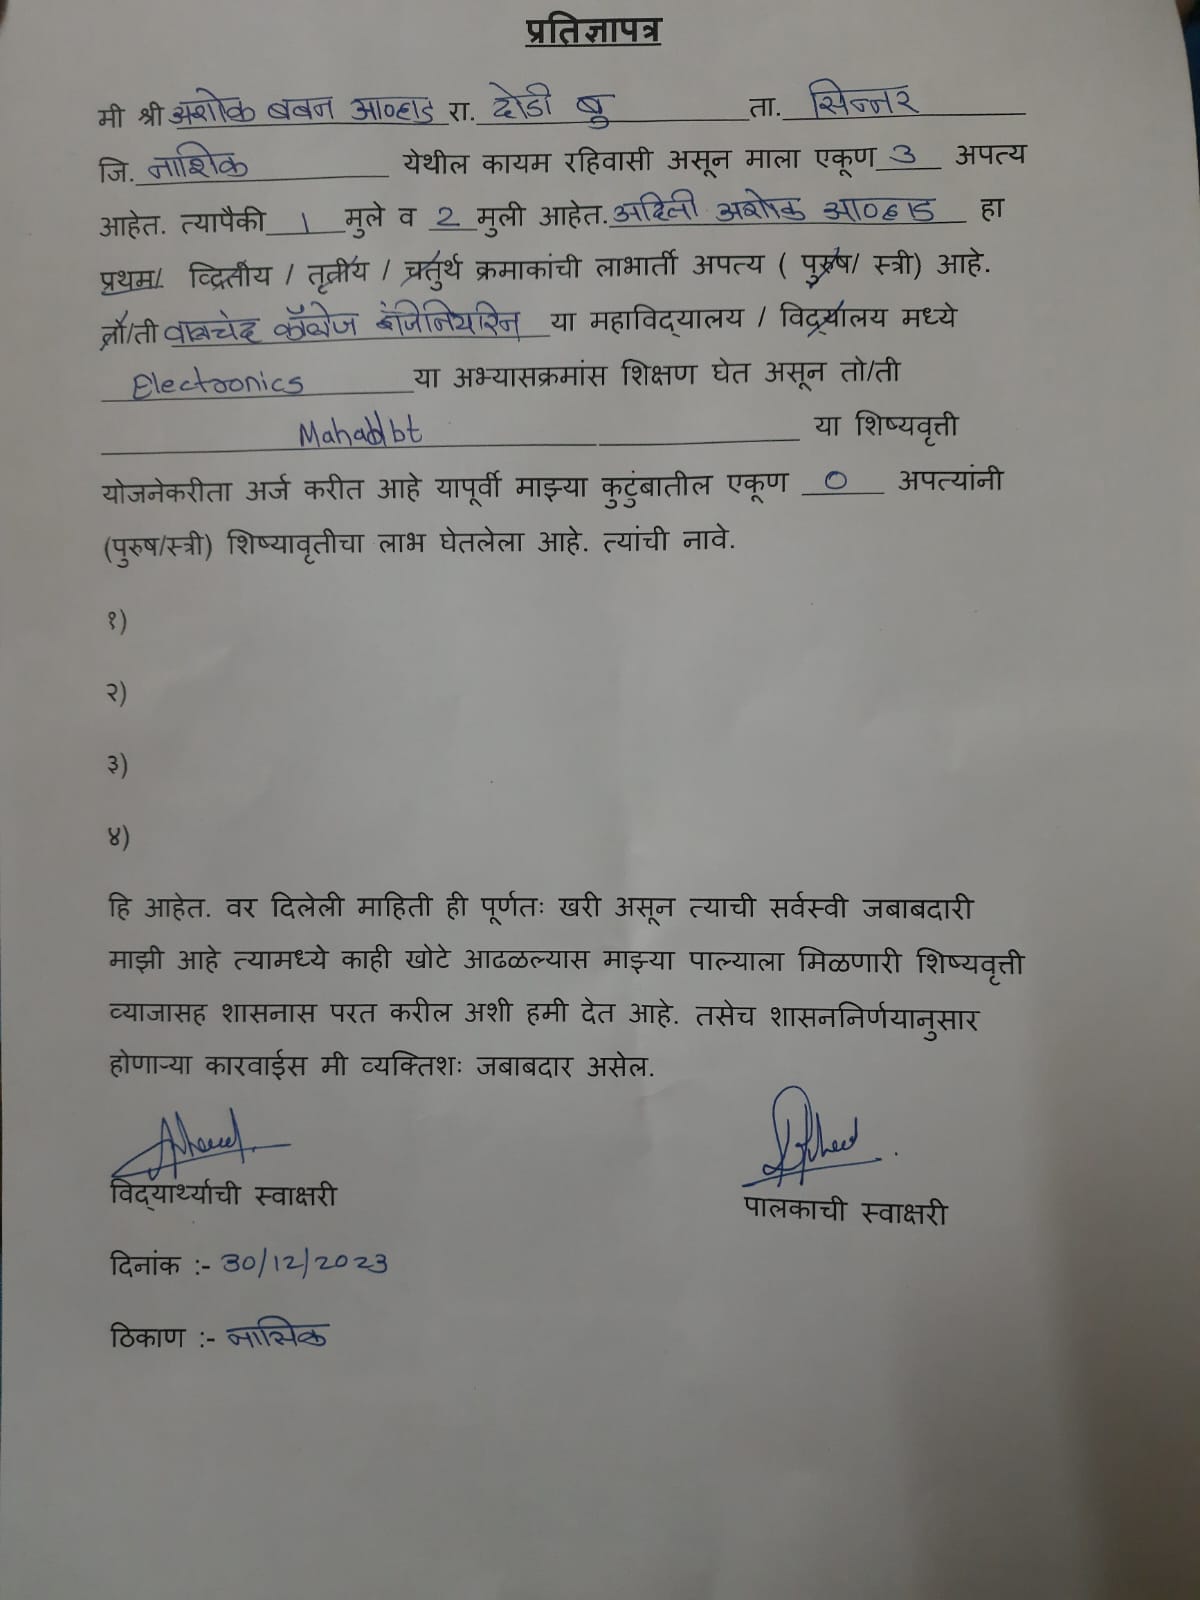 प्रतिज्ञापत्र
मी श्री अशोक बबन आव्हाड रा. दोडी बु ता. सिन्नर
जि. नाशिक येथील कायम रहिवासी असून माला एकूण 3 अपत्य
आहेत. त्यापैकी 1 मुले व 2 मुली आहेत. अदिती अशोक आव्हाड हा
प्रथम/ व्दितीय / तृतीय / चतुर्थ क्रमाकांची लाभार्ती अपत्य ( पुरुष/ स्त्री) आहे.
तो/ती वालचंद कॉलेज इंजिनियरिंन या महाविद्यालय / विद्यालय मध्ये
Electronics या अभ्यासक्रमांस शिक्षण घेत असून तो/ती
Mahadbt या शिष्यवृत्ती
योजनेकरीता अर्ज करीत आहे यापूर्वी माझ्या कुटुंबातील एकूण 0 अपत्यांनी
(पुरुष/स्त्री) शिष्यावृतीचा लाभ घेतलेला आहे. त्यांची नावे.
१)
२)
३)
४)
हि आहेत. वर दिलेली माहिती ही पूर्णतः खरी असून त्याची सर्वस्वी जबाबदारी
माझी आहे त्यामध्ये काही खोटे आढळल्यास माझ्या पाल्याला मिळणारी शिष्यवृत्ती
व्याजासह शासनास परत करील अशी हमी देत आहे. तसेच शासननिर्णयानुसार
होणाऱ्या कारवाईस मी व्यक्तिशः जबाबदार असेल.
विद्यार्थ्याची स्वाक्षरी
पालकाची स्वाक्षरी
दिनांक :- 30/12/2023
ठिकाण :- नासिक